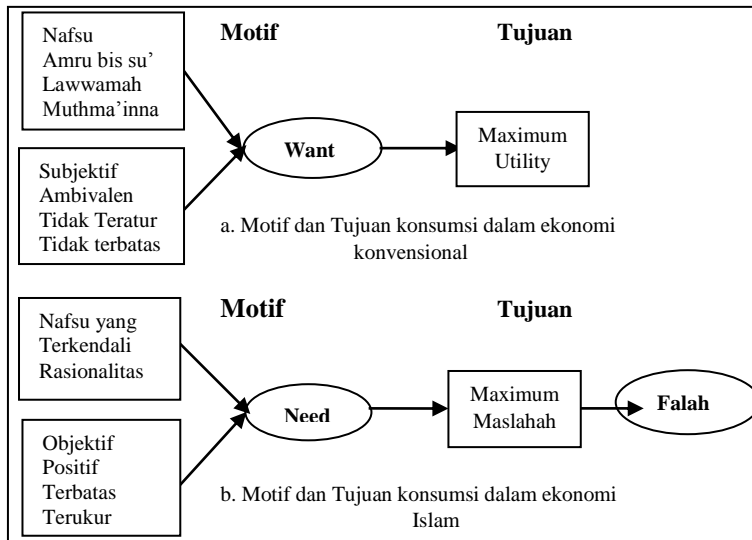 Motif
Tujuan
Nafsu
Amru bis su’
Lawwamah
Muthma’inna
Want
Maximum
Utility
Subjektif
Ambivalen
Tidak Teratur
Tidak terbatas
a. Motif dan Tujuan konsumsi dalam ekonomi
konvensional
Motif
Tujuan
Nafsu yang
Terkendali
Rasionalitas
Need
Maximum
Maslahah
Falah
Objektif
Positif
Terbatas
Terukur
b. Motif dan Tujuan konsumsi dalam ekonomi
Islam